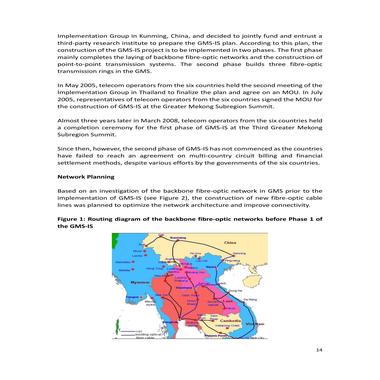 Implementation Group in Kunming, China, and decided to jointly fund and entrust a
third-party research institute to prepare the GMS-IS plan. According to this plan, the
construction of the GMS-IS project is to be implemented in two phases. The first phase
mainly completes the laying of backbone fibre-optic networks and the construction of
point-to-point transmission systems. The second phase builds three fibre-optic
transmission rings in the GMS.
In May 2005, telecom operators from the six countries held the second meeting of the
Implementation Group in Thailand to finalize the plan and agree on an MOU. In July
2005, representatives of telecom operators from the six countries signed the MOU for
the construction of GMS-IS at the Greater Mekong Subregion Summit.
Almost three years later in March 2008, telecom operators from the six countries held
a completion ceremony for the first phase of GMS-IS at the Third Greater Mekong
Subregion Summit.
Since then, however, the second phase of GMS-IS has not commenced as the countries
have failed to reach an agreement on multi-country circuit billing and financial
settlement methods, despite various efforts by the governments of the six countries.
Network Planning
Based on an investigation of the backbone fibre-optic network in GMS prior to the
implementation of GMS-IS (see Figure 2), the construction of new fibre-optic cable
lines was planned to optimize the network architecture and improve connectivity.
Figure 1: Routing diagram of the backbone fibre-optic networks before Phase 1 of
the GMS-IS
Kunming
China
Myanmar
Cambodia
Viet Nam
14